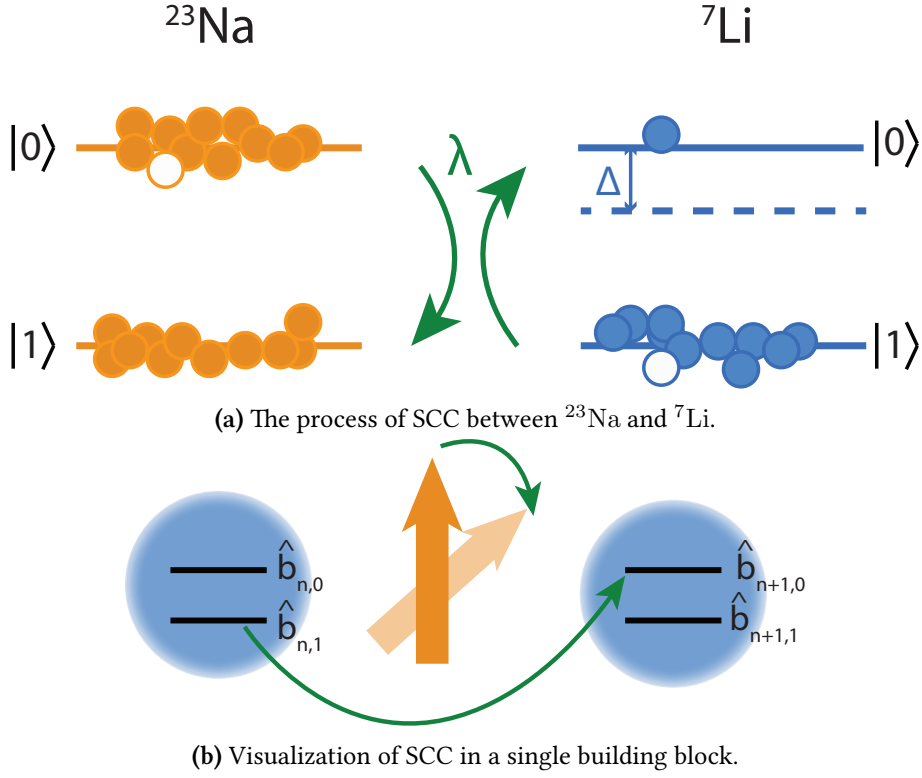 ²³Na ⁷Li
|0⟩ λ |0⟩
Δ
|1⟩ |1⟩
(a) The process of SCC between ²³Na and ⁷Li.
b̂n,0 b̂n+1,0
b̂n,1 b̂n+1,1
(b) Visualization of SCC in a single building block.